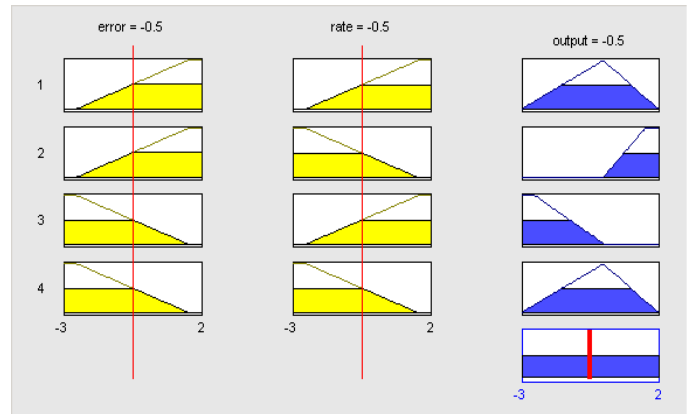 error = -0.5 rate = -0.5 output = -0.5
1
2
3
4
-3 2 -3 2
-3 2